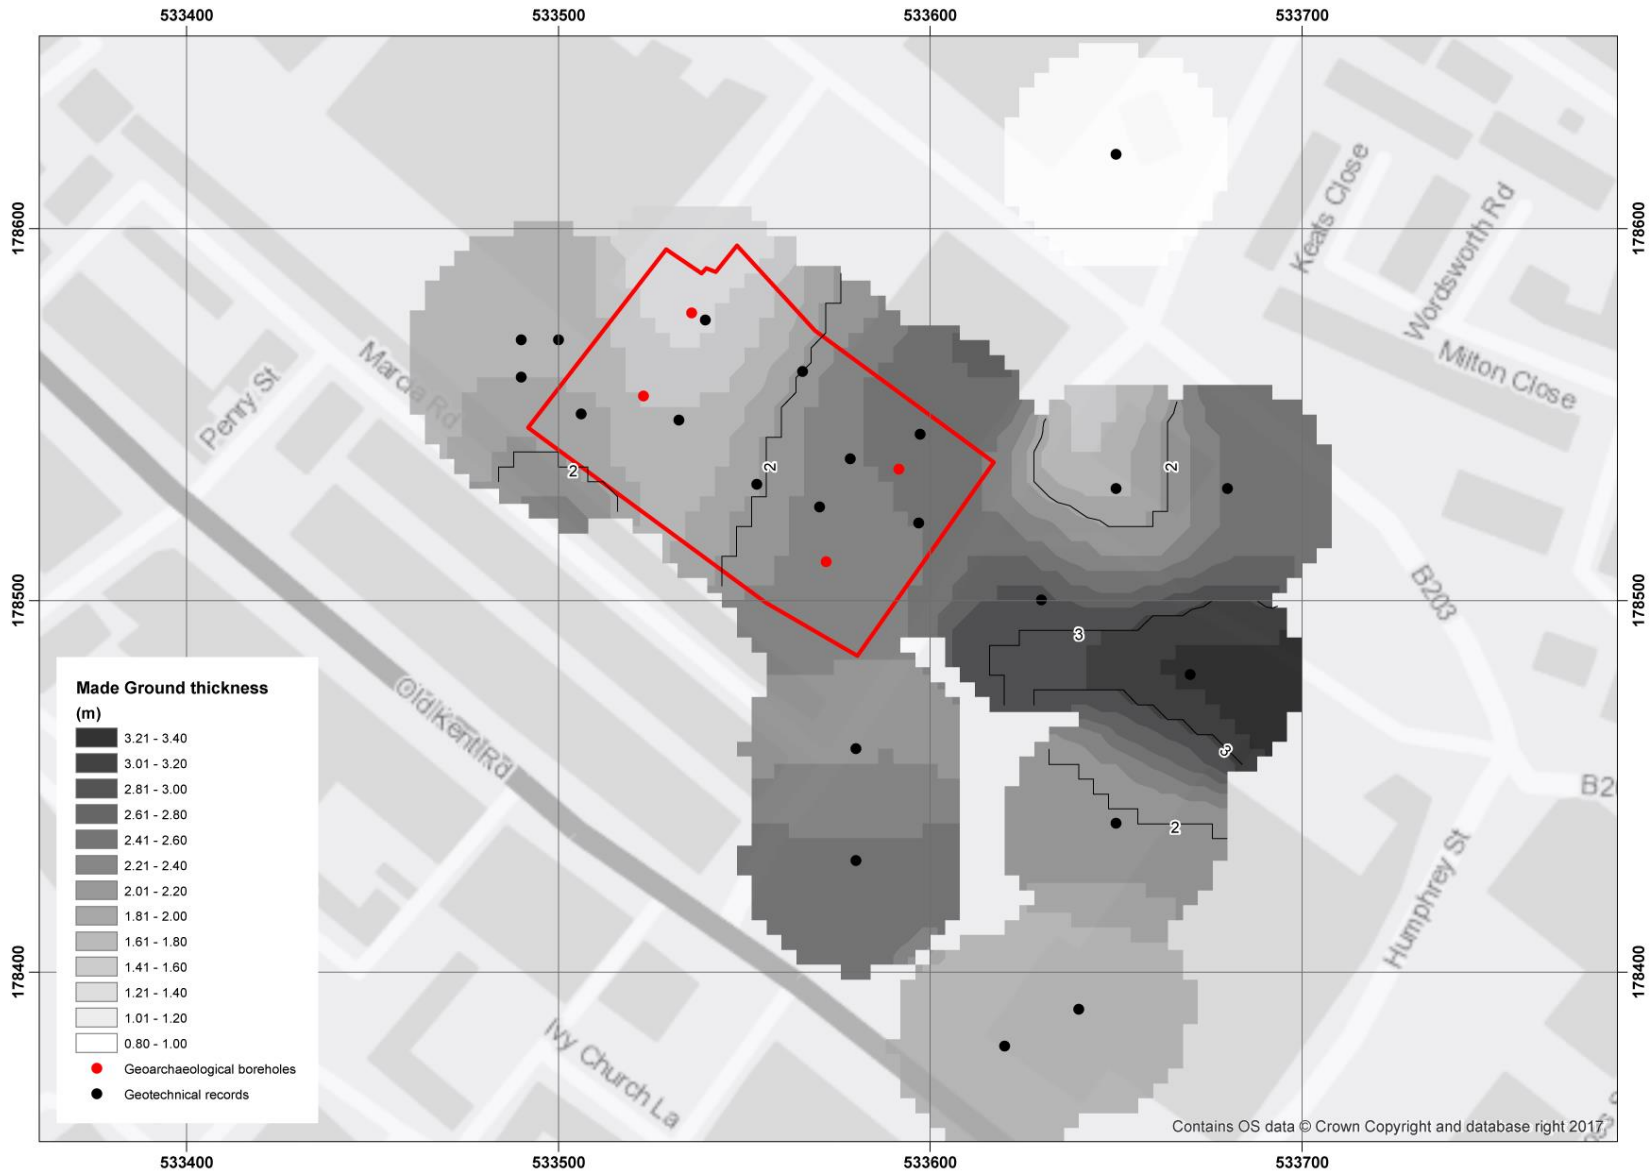 533400 533500 533600 533700
178600 178600
Keats Close
Wordsworth Rd
Milton Close
Marcia Rd
Penry St
2
2
2
B203
178500 178500
3
3
2
Old Kent Rd
B2
Humphrey St
178400 178400
Ivy Church La
Made Ground thickness
(m)
3.21 - 3.40
3.01 - 3.20
2.81 - 3.00
2.61 - 2.80
2.41 - 2.60
2.21 - 2.40
2.01 - 2.20
1.81 - 2.00
1.61 - 1.80
1.41 - 1.60
1.21 - 1.40
1.01 - 1.20
0.80 - 1.00
Geoarchaeological boreholes
Geotechnical records
Contains OS data © Crown Copyright and database right 2017
533400 533500 533600 533700